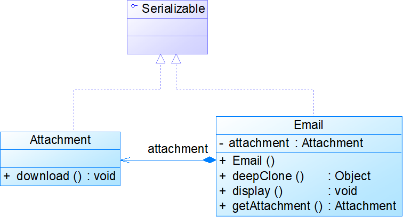 Serializable
Attachment
+ download () : void
attachment
Email
- attachment : Attachment
+ Email ()
+ deepClone () : Object
+ display () : void
+ getAttachment () : Attachment